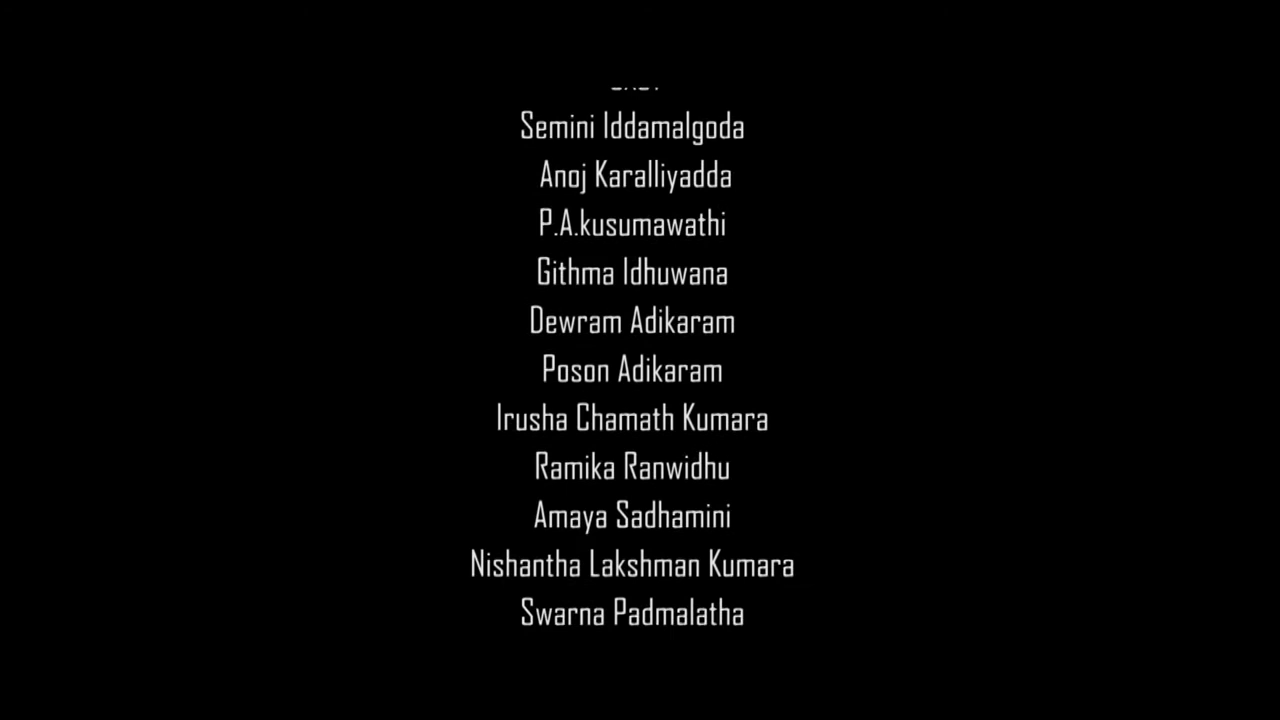 Semini Iddamalgoda
Anoj Karalliyadda
P.A.kusumawathi
Githma Idhuwana
Dewram Adikaram
Poson Adikaram
Irusha Chamath Kumara
Ramika Ranwidhu
Amaya Sadhamini
Nishantha Lakshman Kumara
Swarna Padmalatha